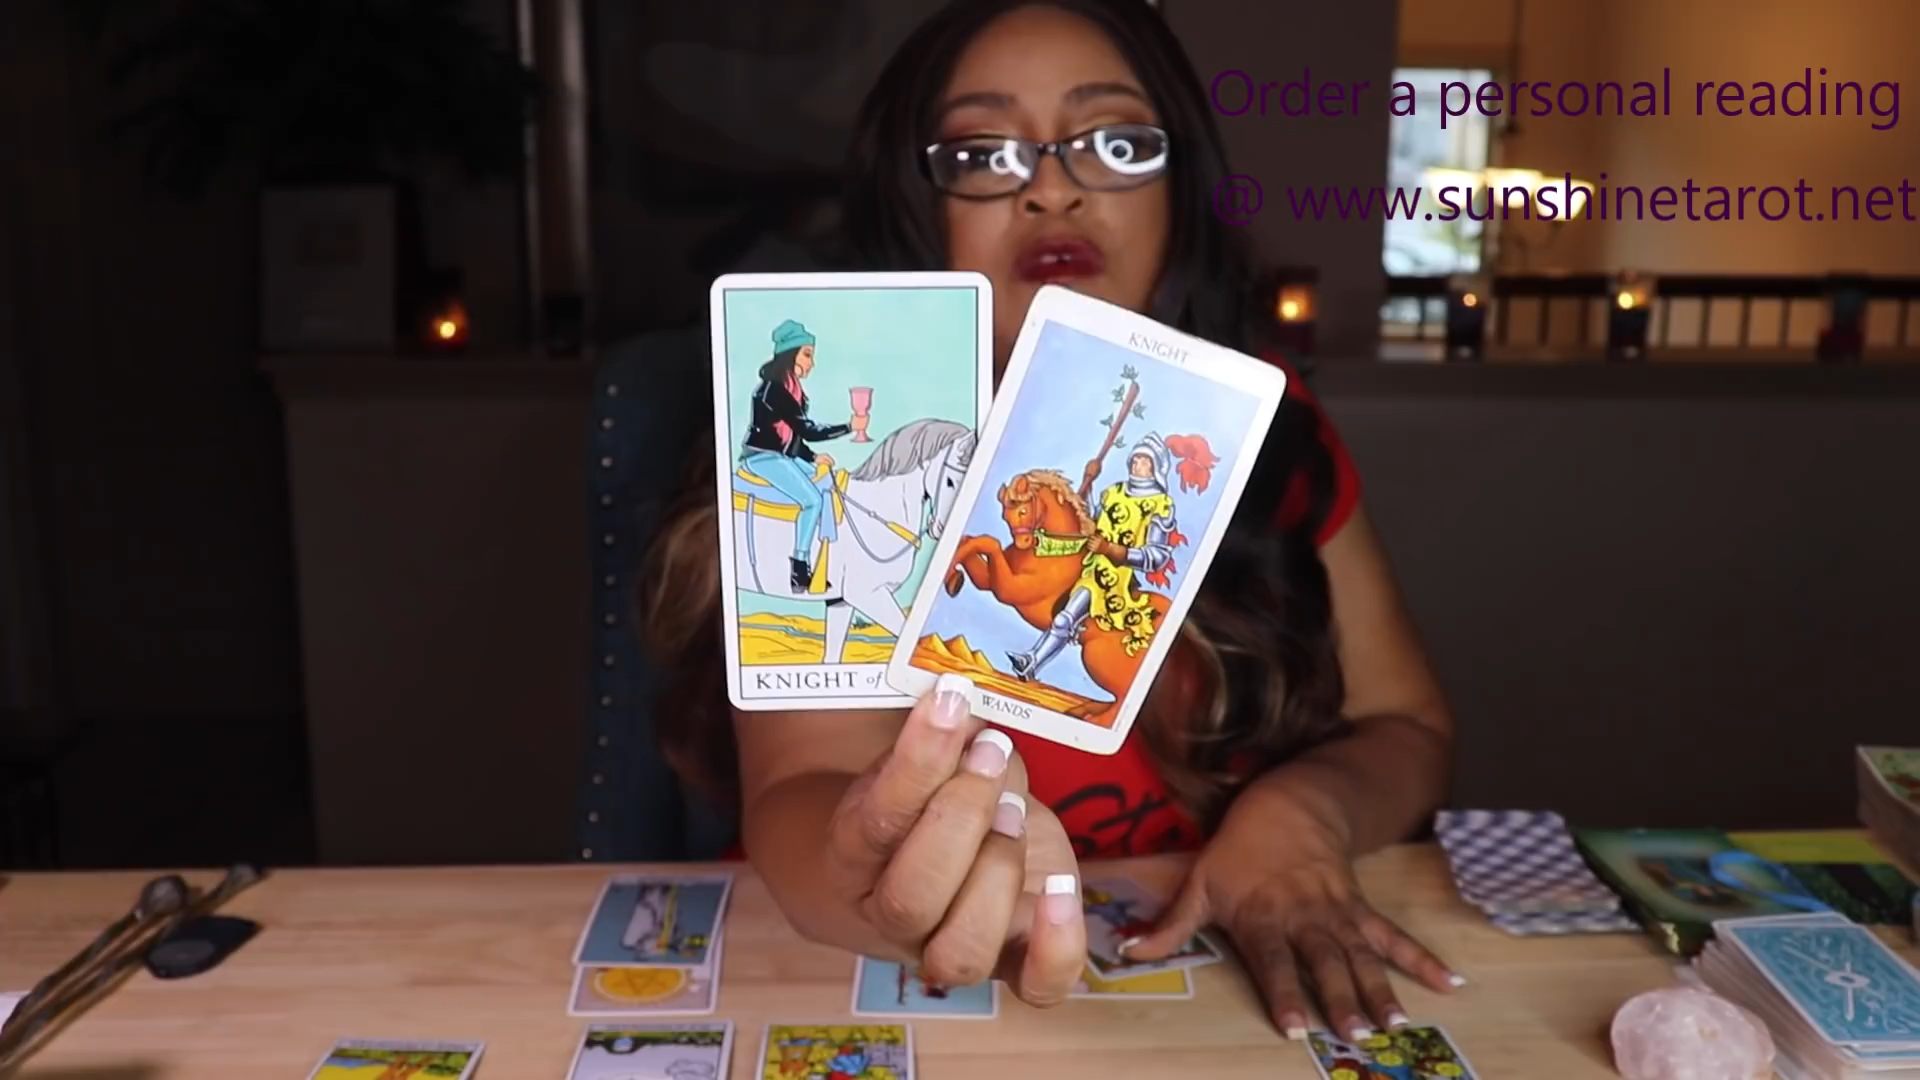 Order a personal reading
@ www.sunshinetarot.net
KNIGHT
KNIGHT of
WANDS